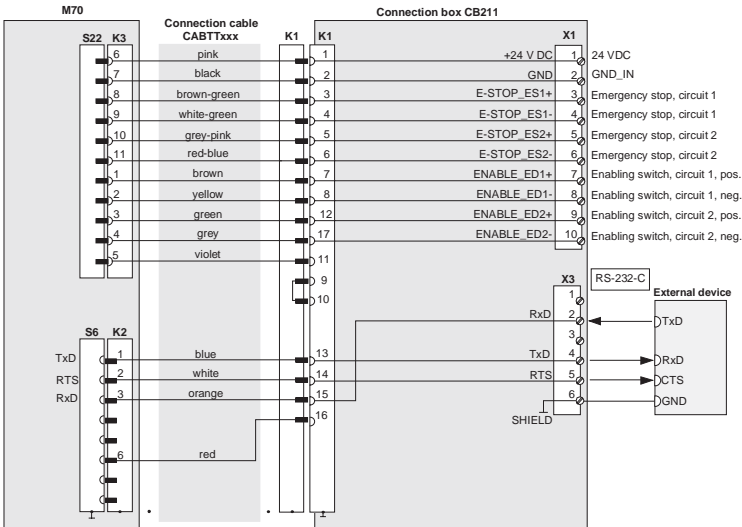 M70
Connection cable
CABTTxxx
Connection box CB211
S22 K3 K1 K1 X1
6 pink 1 +24 V DC 1 24 VDC
7 black 2 GND 2 GND_IN
8 brown-green 3 E-STOP_ES1+ 3 Emergency stop, circuit 1
9 white-green 4 E-STOP_ES1- 4 Emergency stop, circuit 1
10 grey-pink 5 E-STOP_ES2+ 5 Emergency stop, circuit 2
11 red-blue 6 E-STOP_ES2- 6 Emergency stop, circuit 2
1 brown 7 ENABLE_ED1+ 7 Enabling switch, circuit 1, pos.
2 yellow 8 ENABLE_ED1- 8 Enabling switch, circuit 1, neg.
3 green 12 ENABLE_ED2+ 9 Enabling switch, circuit 2, pos.
4 grey 17 ENABLE_ED2- 10 Enabling switch, circuit 2, neg.
5 violet 11
9
10
X3 RS-232-C
External device
1
RxD 2 TxD
3
S6 K2
TxD 1 blue 13 TxD 4 RxD
RTS 2 white 14 RTS 5 CTS
RxD 3 orange 15 6 GND
16
SHIELD
6 red